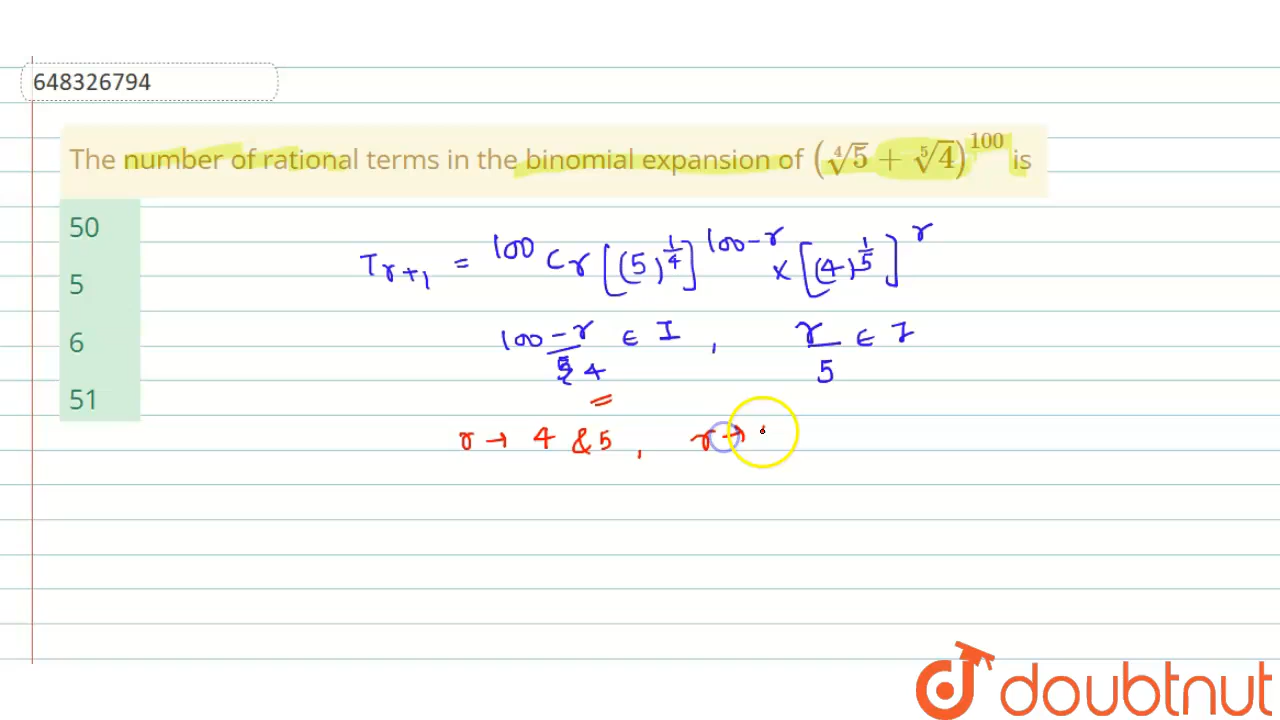 648326794
The number of rational terms in the binomial expansion of (∜5 + ⁵√4)¹⁰⁰ is
50
5
6
51
T_{r+1} = ¹⁰⁰C_r [(5)^{1/4}]^{100-r} × [(4)^{1/5}]^r
(100-r)/4 ∈ I , r/5 ∈ I
r → 4 & 5 , r →
doubtnut